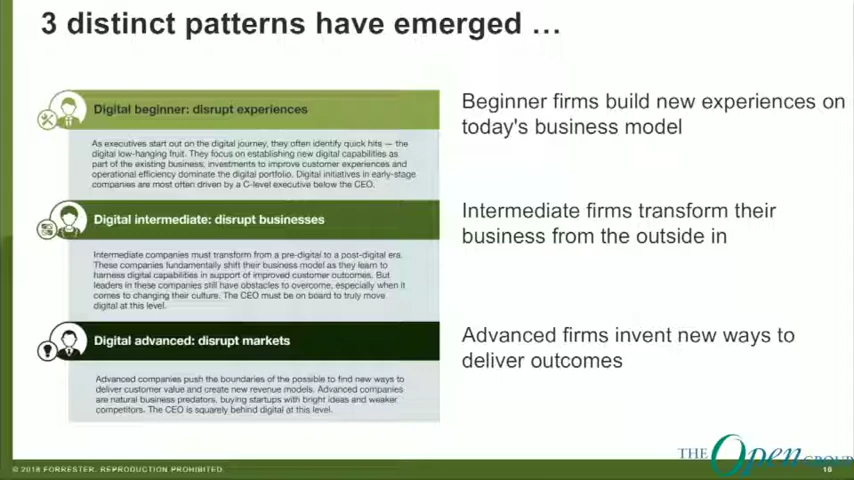 3 distinct patterns have emerged …
Digital beginner: disrupt experiences
As executives start out on the digital journey, they often identify quick hits — the
digital low-hanging fruit. They focus on establishing new digital capabilities as
part of the existing business; investments to improve customer experiences and
operational efficiency dominate the digital portfolio. Digital initiatives in early-stage
companies are most often driven by a C-level executive below the CEO.
Beginner firms build new experiences on
today's business model
Digital intermediate: disrupt businesses
Intermediate companies must transform from a pre-digital to a post-digital era.
These companies fundamentally shift their business model as they learn to
harness digital capabilities in support of improved customer outcomes. But
leaders in these companies still have obstacles to overcome, especially when it
comes to changing their culture. The CEO must be on board to truly move
digital at this level.
Intermediate firms transform their
business from the outside in
Digital advanced: disrupt markets
Advanced companies push the boundaries of the possible to find new ways to
deliver customer value and create new revenue models. Advanced companies
are natural business predators, buying startups with bright ideas and weaker
competitors. The CEO is squarely behind digital at this level.
Advanced firms invent new ways to
deliver outcomes
© 2018 FORRESTER. REPRODUCTION PROHIBITED
THE Open GROUP